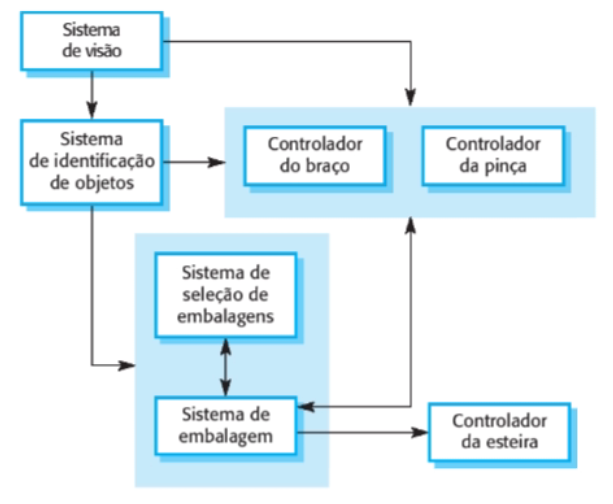 Sistema
de visão
Sistema
de identificação
de objetos
Controlador
do braço
Controlador
da pinça
Sistema de
seleção de
embalagens
Sistema de
embalagem
Controlador
da esteira